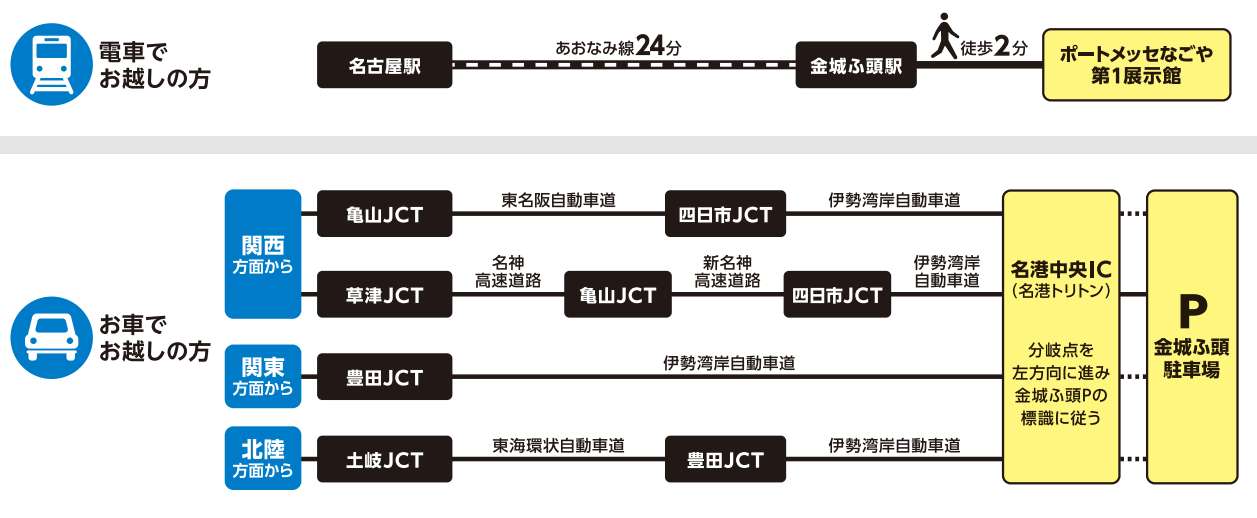 電車で
お越しの方
名古屋駅
あおなみ線24分
金城ふ頭駅
徒歩2分
ポートメッセなごや
第1展示館
お車で
お越しの方
関西
方面から
亀山JCT
東名阪自動車道
四日市JCT
伊勢湾岸自動車道
草津JCT
名神
高速道路
亀山JCT
新名神
高速道路
四日市JCT
伊勢湾岸
自動車道
関東
方面から
豊田JCT
伊勢湾岸自動車道
北陸
方面から
土岐JCT
東海環状自動車道
豊田JCT
伊勢湾岸自動車道
名港中央IC
(名港トリトン)
分岐点を
左方向に進み
金城ふ頭Pの
標識に従う
P
金城ふ頭
駐車場